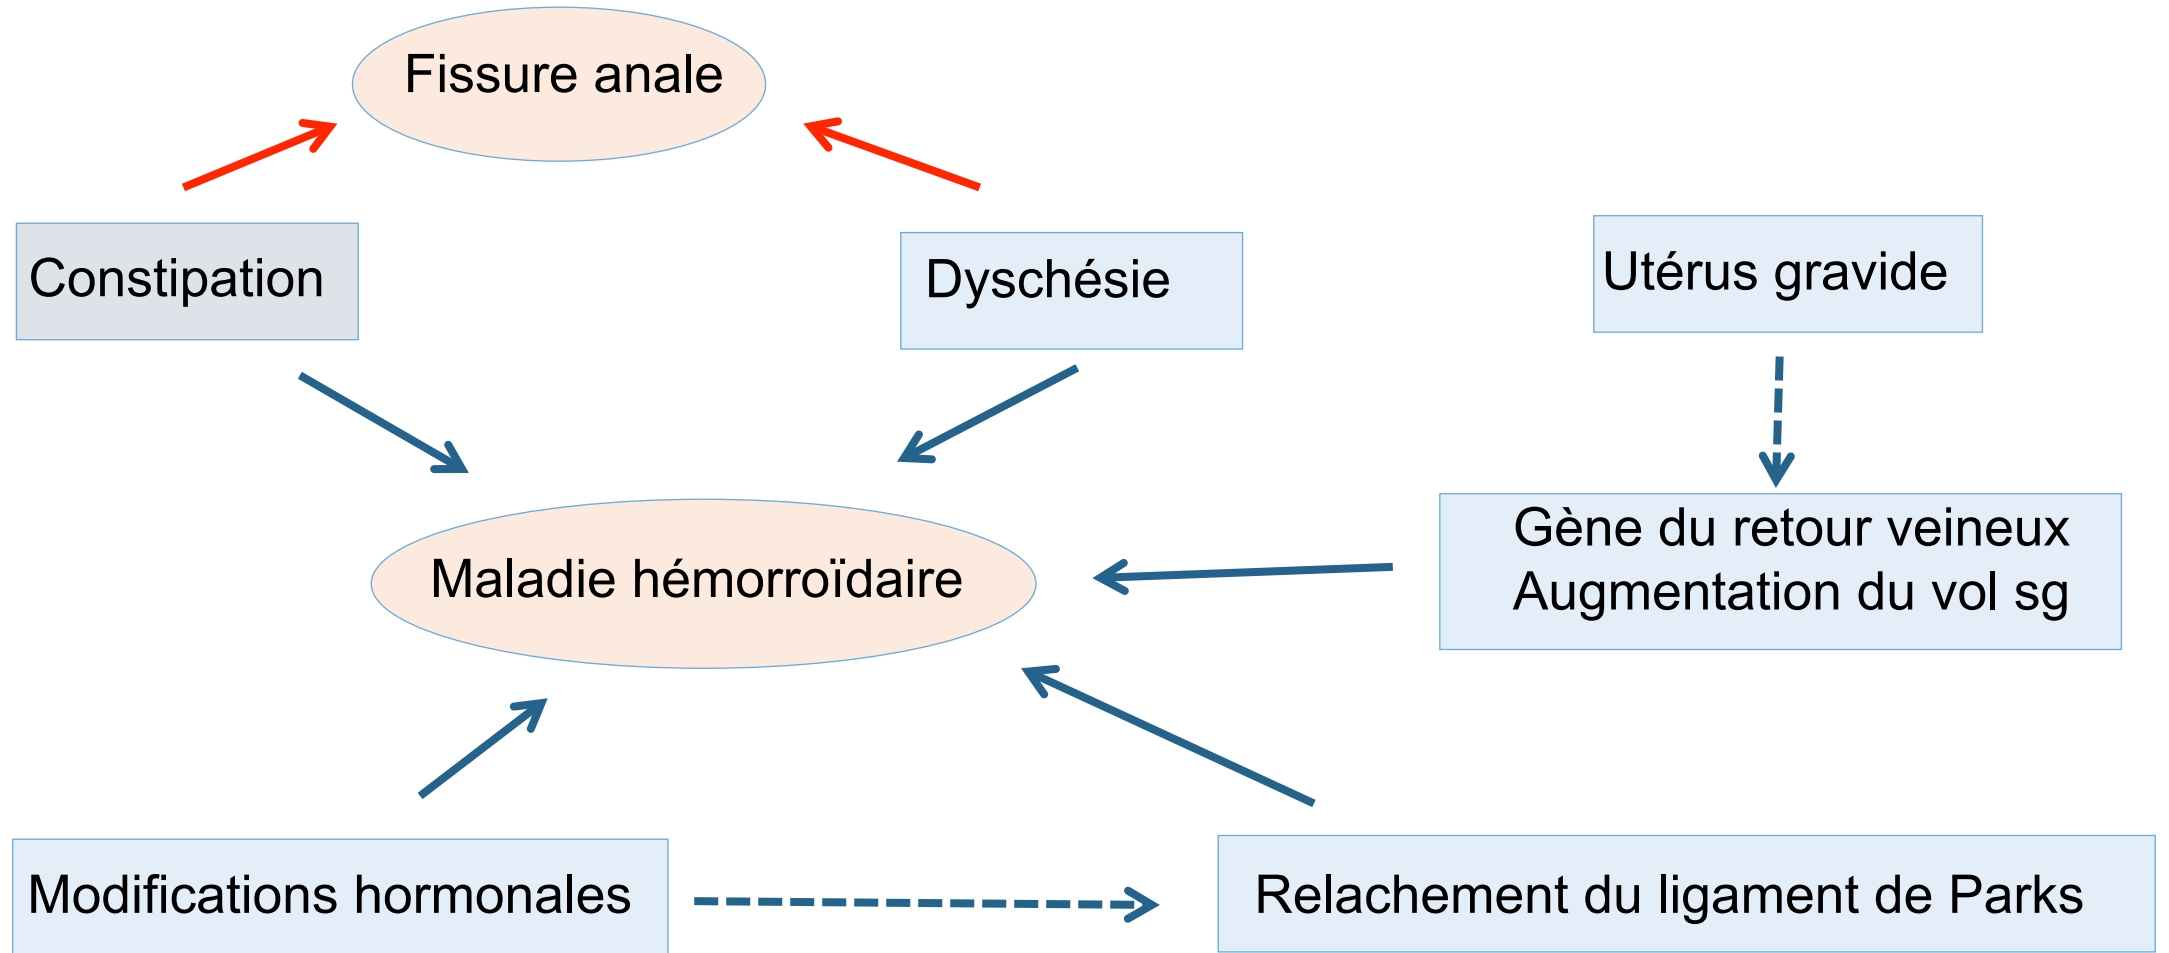 Fissure anale
Constipation
Dyschésie
Utérus gravide
Gène du retour veineux
Augmentation du vol sg
Maladie hémorroïdaire
Modifications hormonales
Relachement du ligament de Parks